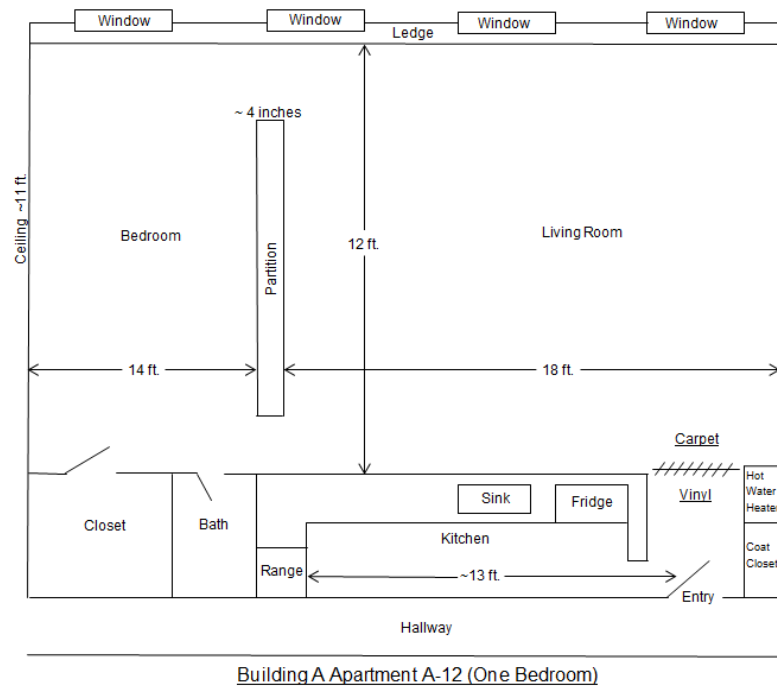 Window
Window
Window
Window
Ledge
~ 4 inches
Ceiling ~11 ft.
Bedroom
Partition
12 ft.
Living Room
14 ft.
18 ft.
Carpet
Vinyl
Hot
Water
Heater
Closet
Bath
Sink
Fridge
Kitchen
Coat
Closet
Range
~13 ft.
Entry
Hallway
Building A Apartment A-12 (One Bedroom)